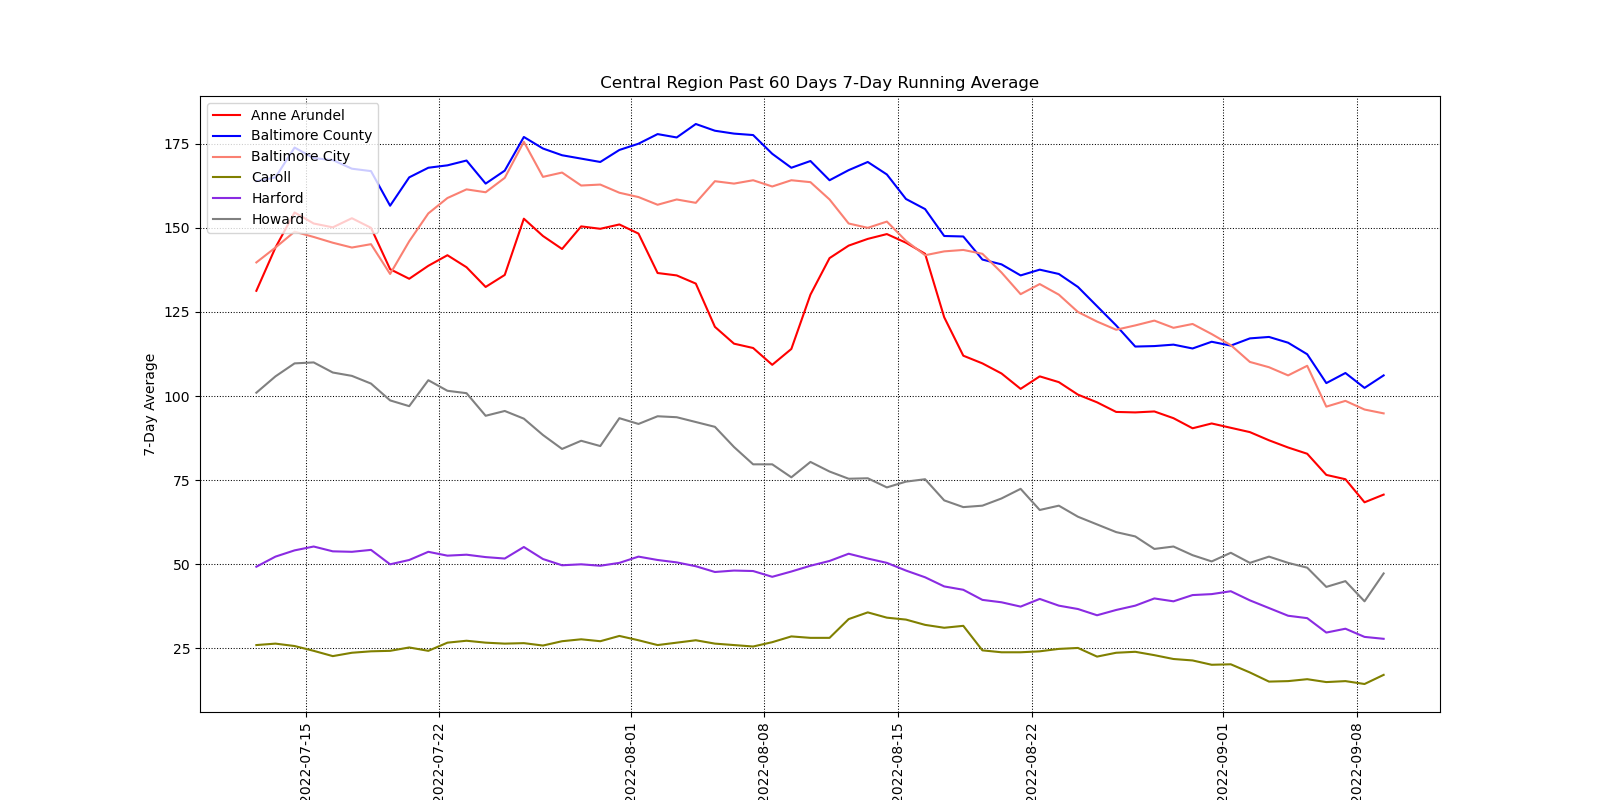 Central Region Past 60 Days 7-Day Running Average
Anne Arundel
Baltimore County
Baltimore City
Caroll
Harford
Howard
7-Day Average
175
150
125
100
75
50
25
2022-07-15
2022-07-22
2022-08-01
2022-08-08
2022-08-15
2022-08-22
2022-09-01
2022-09-08